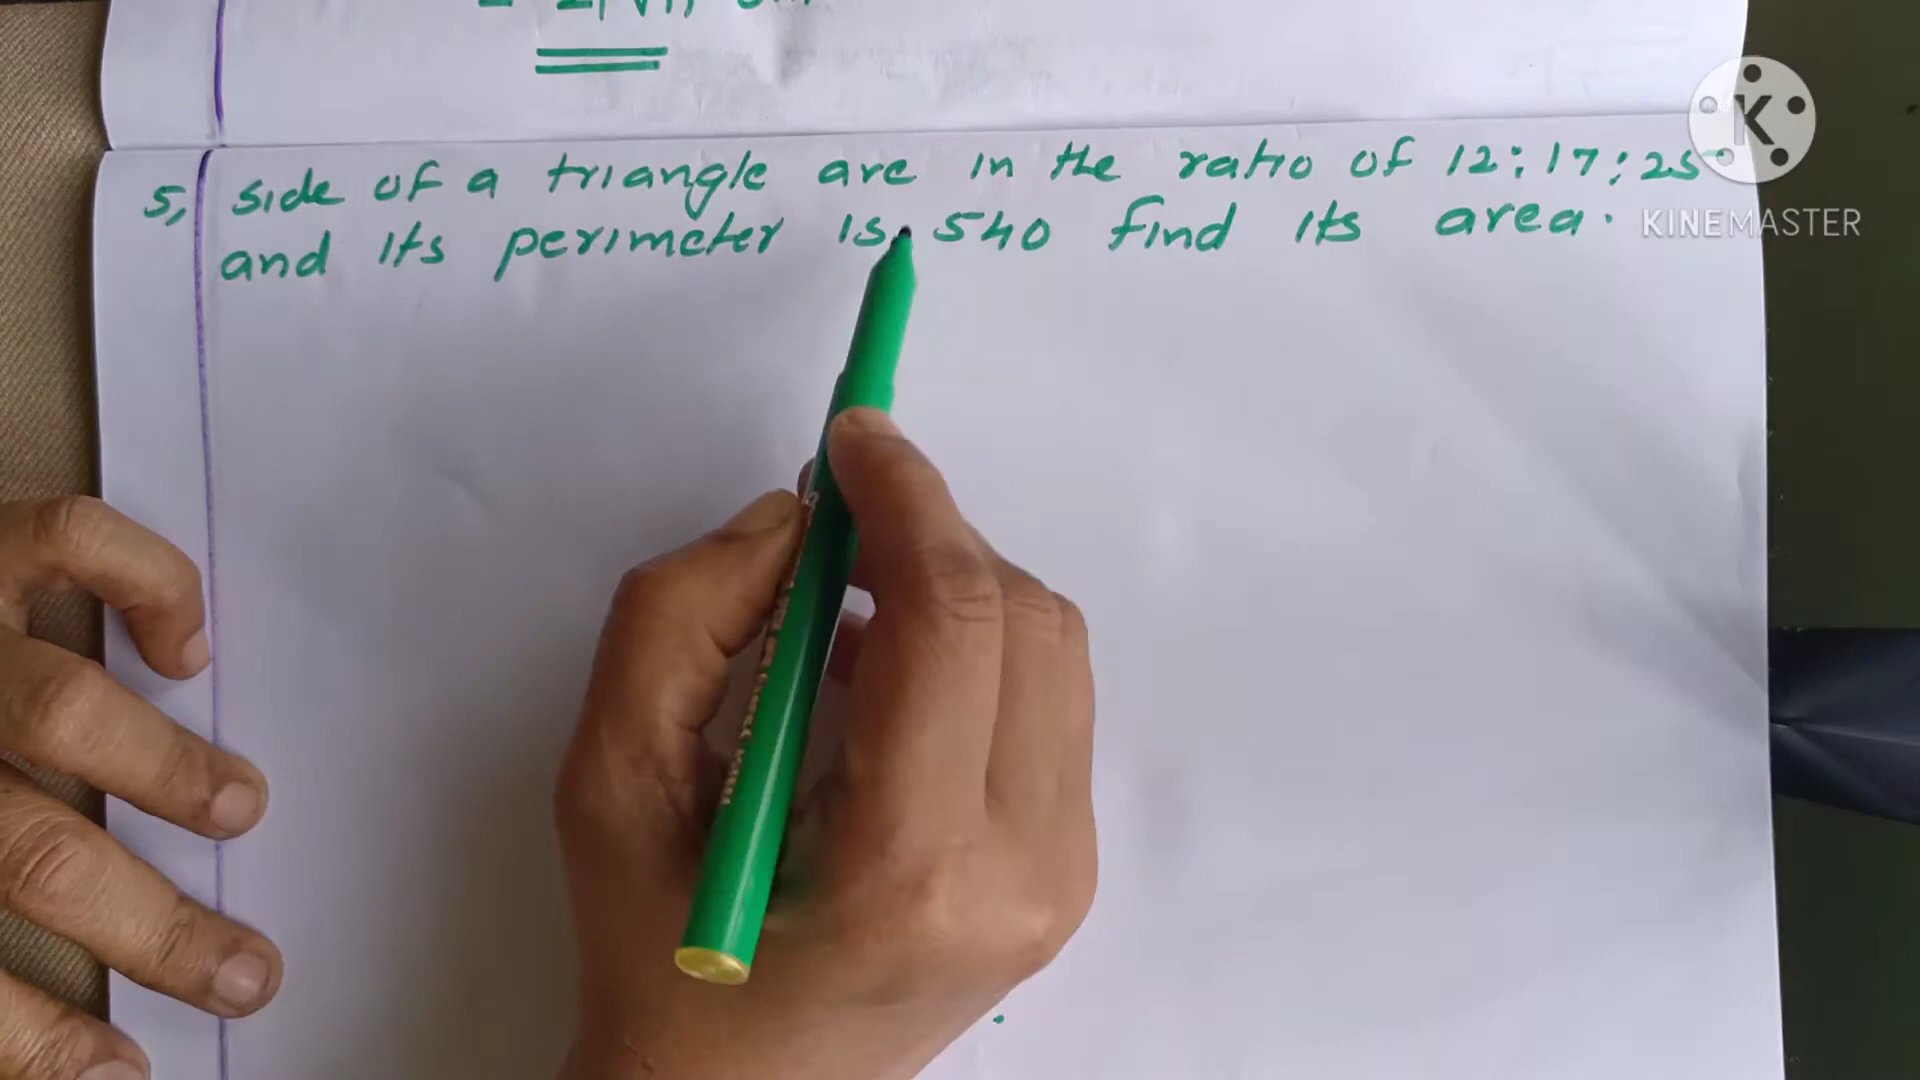 5, side of a triangle are in the ratio of 12:17:25
and its perimeter is 540 find its area.
K
KINEMASTER